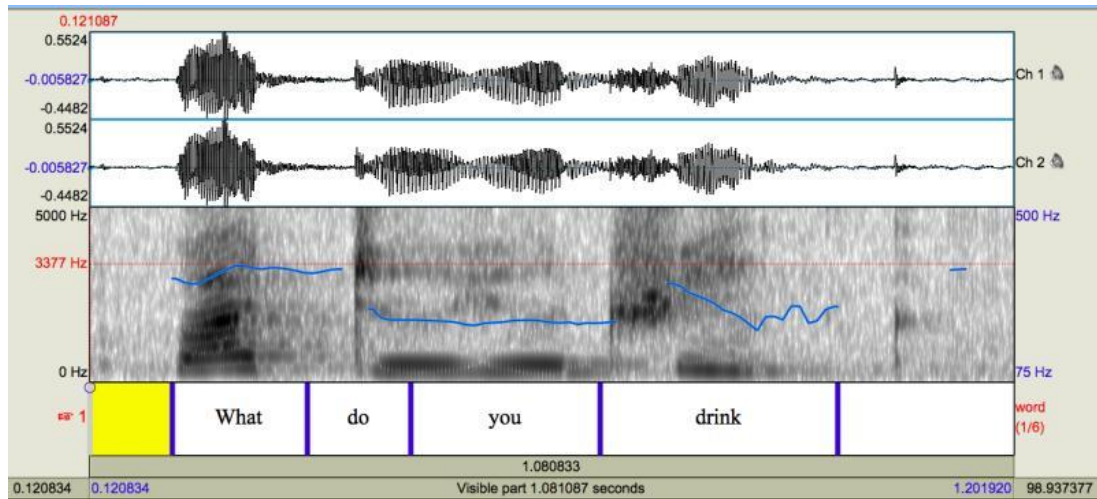 0.121087
0.5524
-0.005827
-0.4482
Ch 1
0.5524
-0.005827
-0.4482
Ch 2
5000 Hz
500 Hz
3377 Hz
0 Hz
75 Hz
1 What do you drink
word
(1/6)
1.080833
0.120834 0.120834 Visible part 1.081087 seconds 1.201920 98.937377